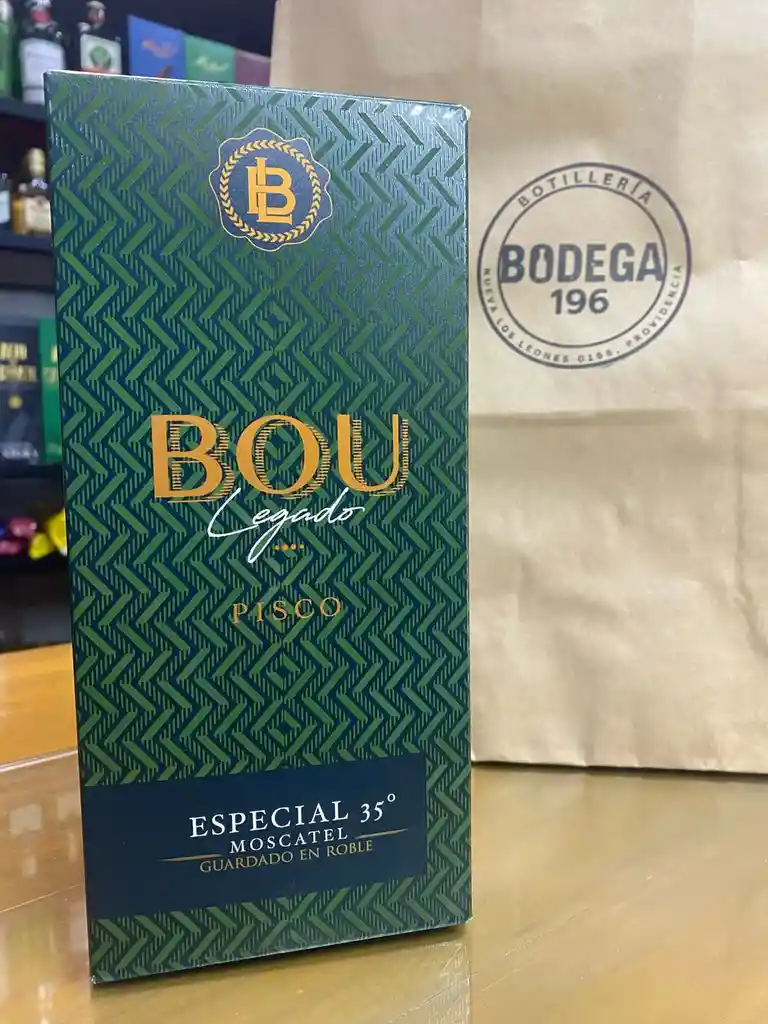 LB
BOU
Legado
PISCO
ESPECIAL 35°
MOSCATEL
GUARDADO EN ROBLE
BOTILLERÍA
BODEGA
196
NUEVA LOS LEONES 0196, PROVIDENCIA